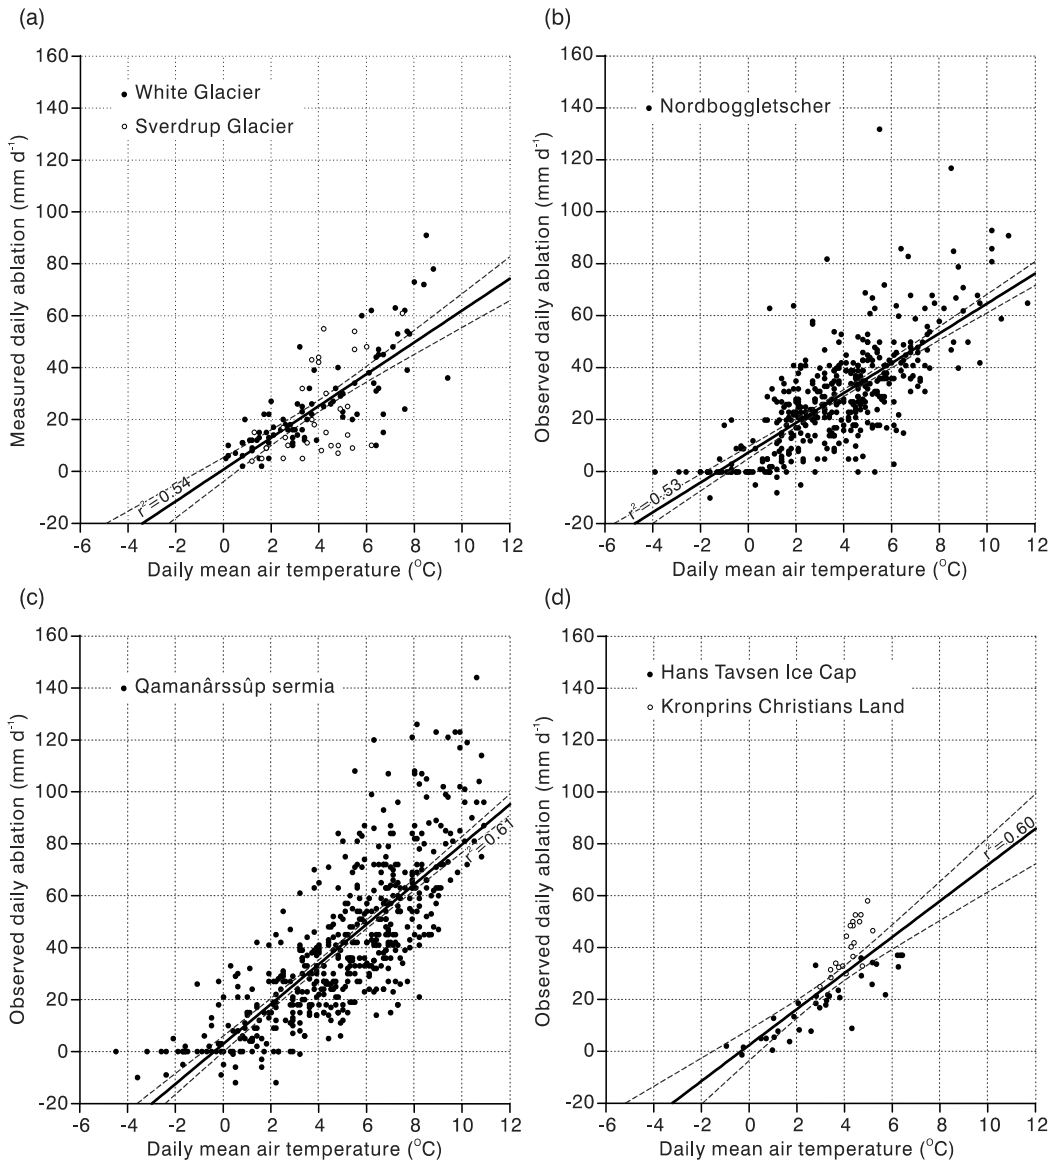 (a)
160
140
120
100
80
60
40
20
0
-20
Measured daily ablation (mm d-1)
White Glacier
Sverdrup Glacier
r2=0.54
-6 -4 -2 0 2 4 6 8 10 12
Daily mean air temperature (°C)
(b)
160
140
120
100
80
60
40
20
0
-20
Observed daily ablation (mm d-1)
Nordboggletscher
r2=0.53
-6 -4 -2 0 2 4 6 8 10 12
Daily mean air temperature (°C)
(c)
160
140
120
100
80
60
40
20
0
-20
Observed daily ablation (mm d-1)
Qamanârssûp sermia
r2=0.61
-6 -4 -2 0 2 4 6 8 10 12
Daily mean air temperature (°C)
(d)
160
140
120
100
80
60
40
20
0
-20
Observed daily ablation (mm d-1)
Hans Tavsen Ice Cap
Kronprins Christians Land
r2=0.60
-6 -4 -2 0 2 4 6 8 10 12
Daily mean air temperature (°C)